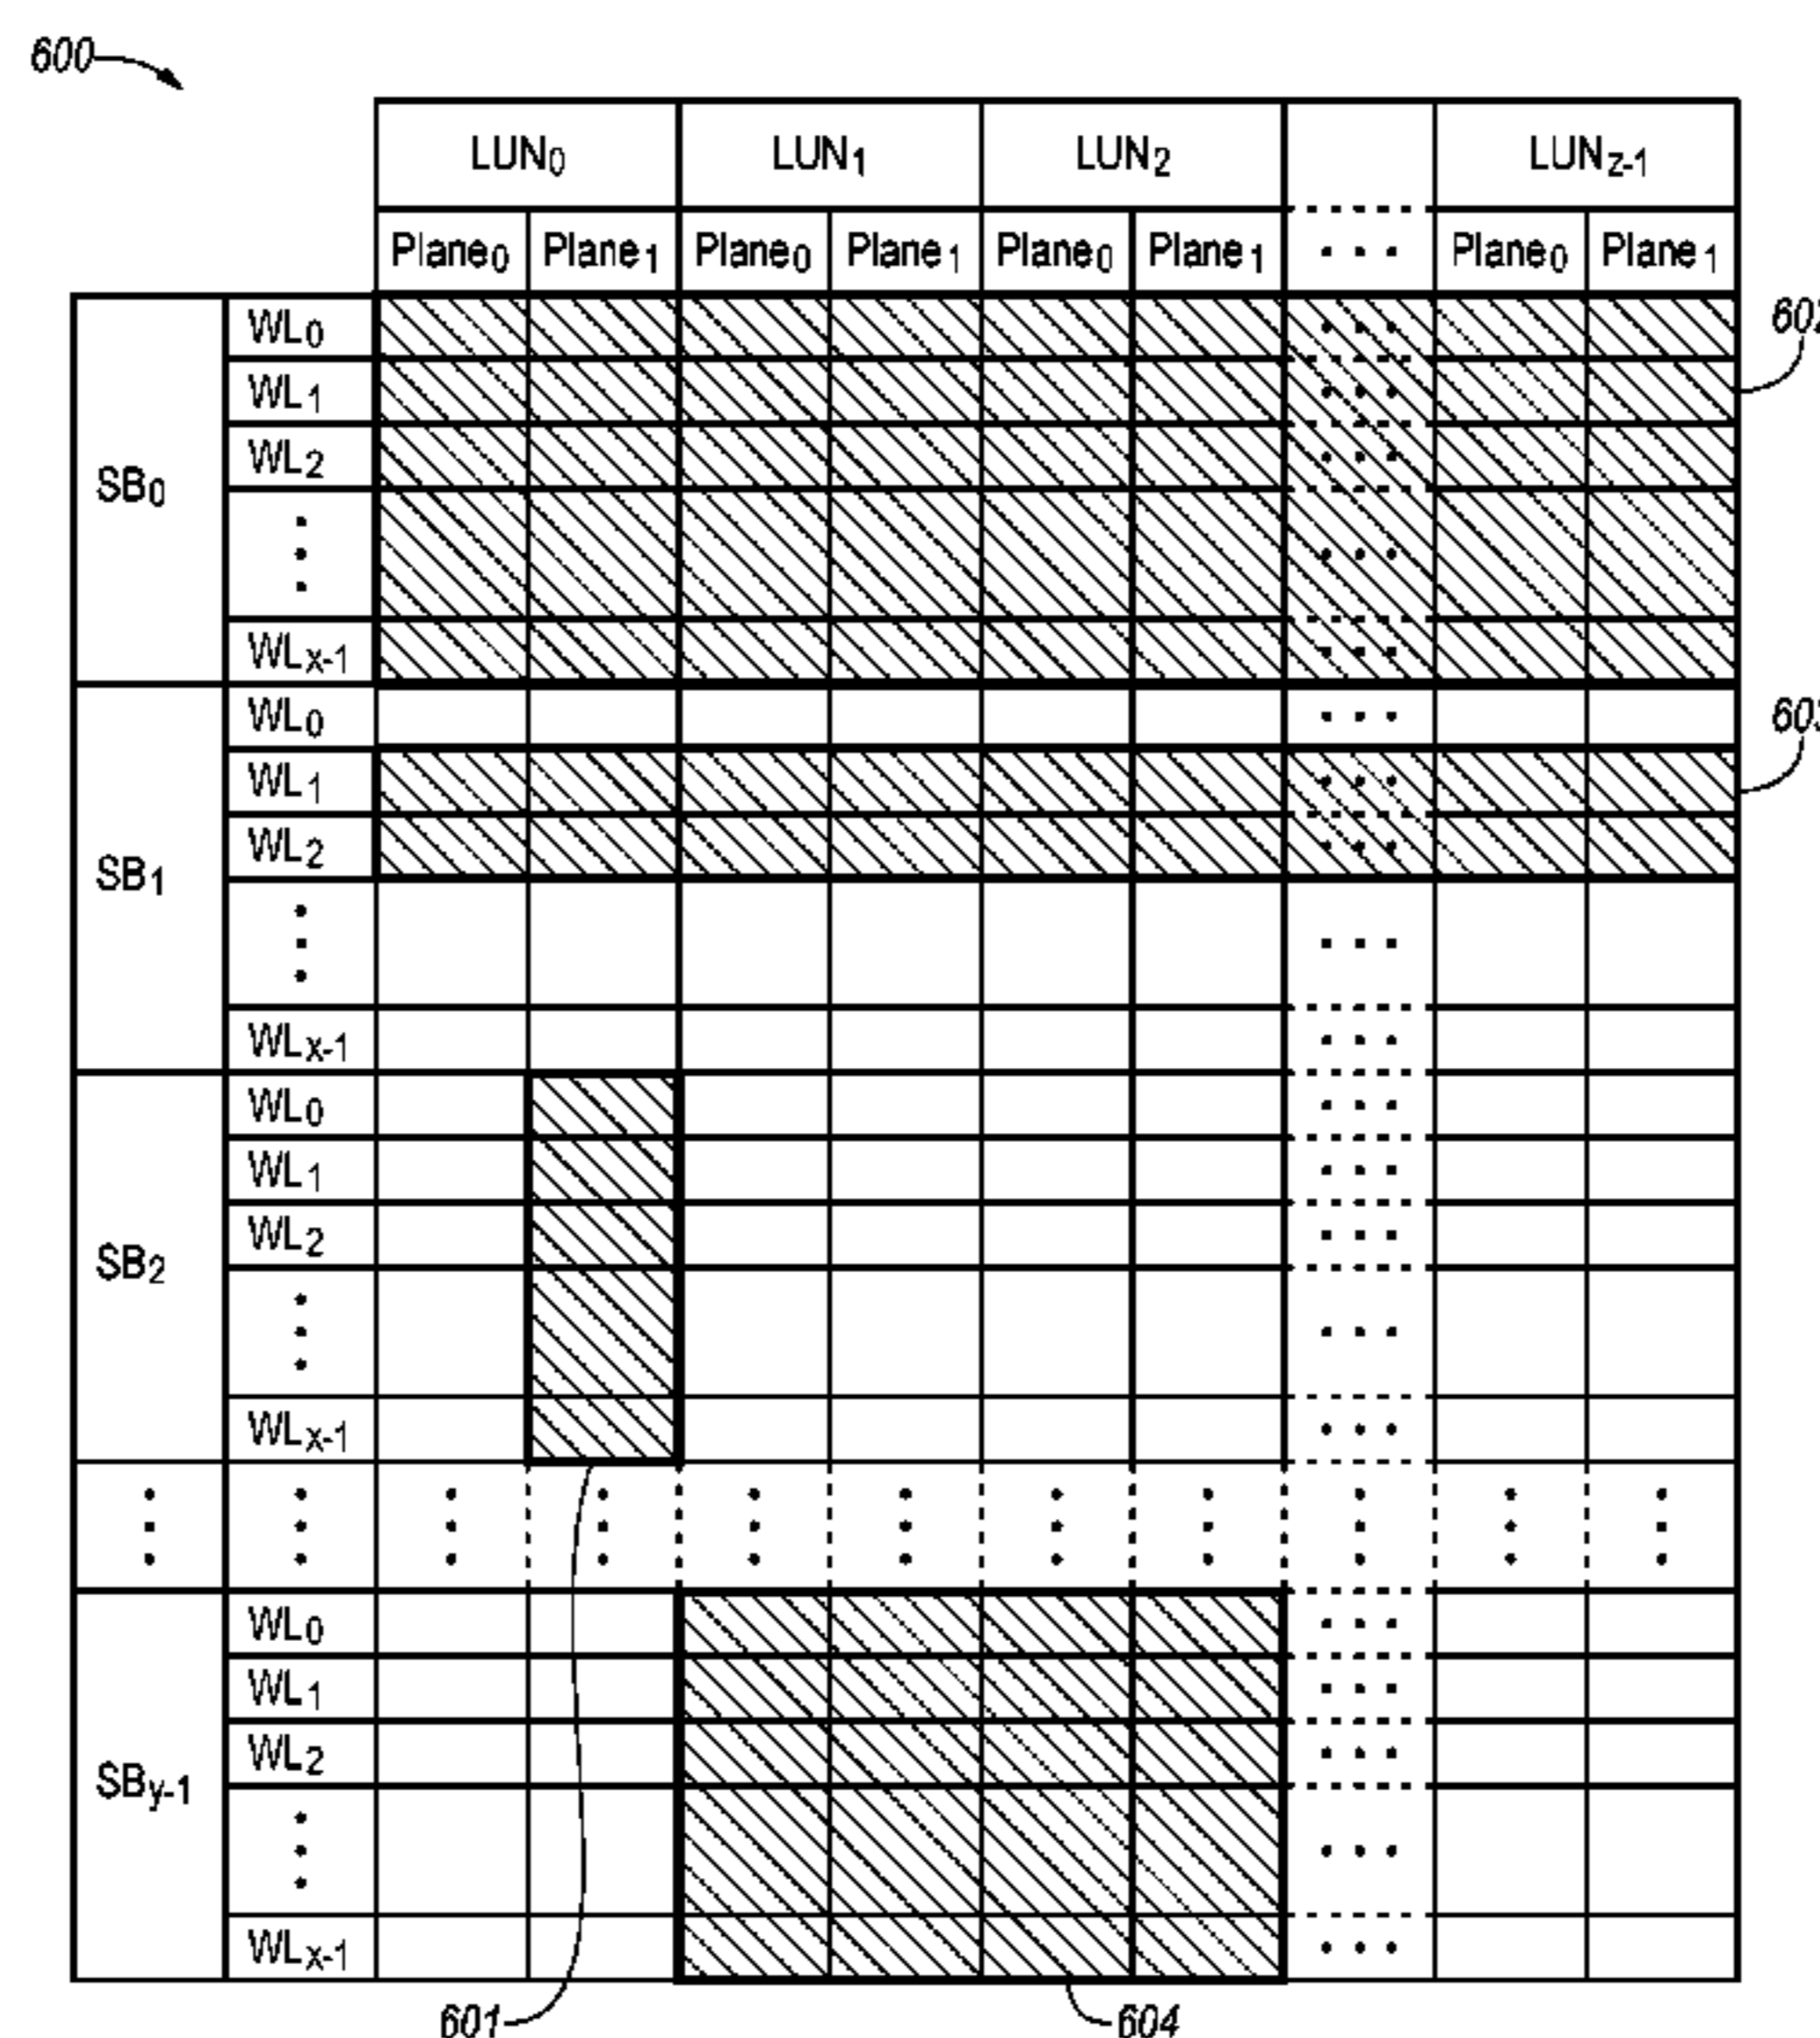 600
LUN0 LUN1 LUN2 LUNz-1
Plane0 Plane1 Plane0 Plane1 Plane0 Plane1 ... Plane0 Plane1
WL0 ... 602
WL1 ...
SB0 WL2 ...
⋮ ...
WLx-1 ...
WL0 ... 603
WL1 ...
SB1 WL2 ...
⋮ ...
WLx-1 ...
WL0 ...
WL1 ...
SB2 WL2 ...
⋮ ...
WLx-1 ...
⋮ ⋮ ⋮ ⋮ ⋮ ⋮ ⋮ ⋮ ⋮ ⋮ ⋮
WL0 ...
WL1 ...
SBy-1 WL2 ...
⋮ ...
WLx-1 ...
601 604